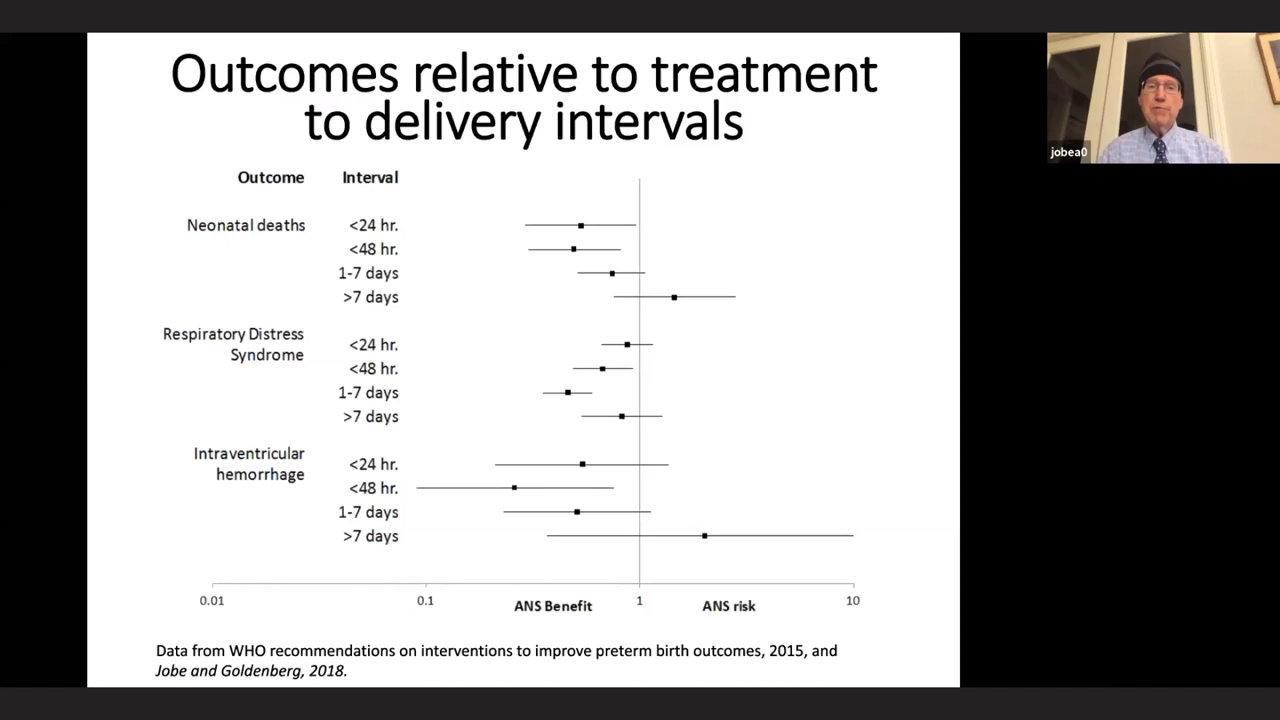 Outcomes relative to treatment
to delivery intervals
jobea0
Outcome Interval
Neonatal deaths <24 hr.
<48 hr.
1-7 days
>7 days
Respiratory Distress
Syndrome
<24 hr.
<48 hr.
1-7 days
>7 days
Intraventricular
hemorrhage
<24 hr.
<48 hr.
1-7 days
>7 days
0.01 0.1 ANS Benefit 1 ANS risk 10
Data from WHO recommendations on interventions to improve preterm birth outcomes, 2015, and
Jobe and Goldenberg, 2018.